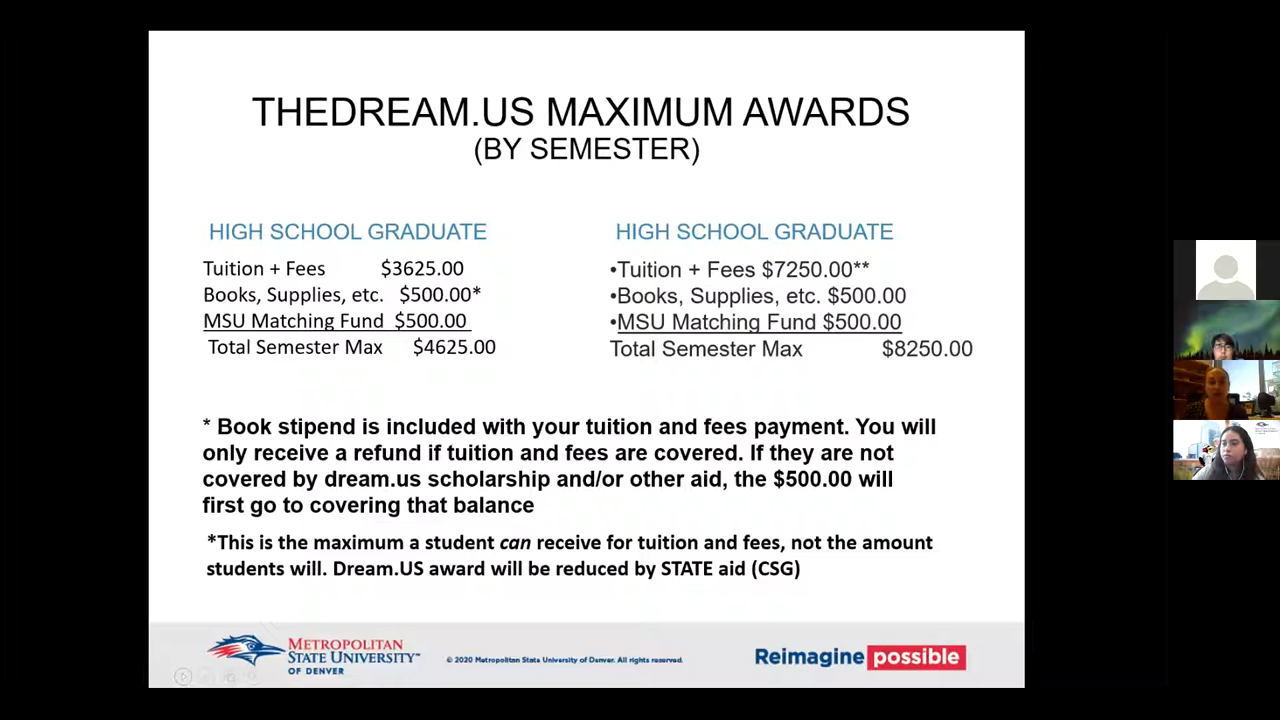 THEDREAM.US MAXIMUM AWARDS
(BY SEMESTER)
HIGH SCHOOL GRADUATE
Tuition + Fees $3625.00
Books, Supplies, etc. $500.00*
MSU Matching Fund $500.00
Total Semester Max $4625.00
HIGH SCHOOL GRADUATE
•Tuition + Fees $7250.00**
•Books, Supplies, etc. $500.00
•MSU Matching Fund $500.00
Total Semester Max $8250.00
* Book stipend is included with your tuition and fees payment. You will
only receive a refund if tuition and fees are covered. If they are not
covered by dream.us scholarship and/or other aid, the $500.00 will
first go to covering that balance
*This is the maximum a student can receive for tuition and fees, not the amount
students will. Dream.US award will be reduced by STATE aid (CSG)
METROPOLITAN
STATE UNIVERSITY™
OF DENVER
© 2020 Metropolitan State University of Denver. All rights reserved.
Reimagine possible